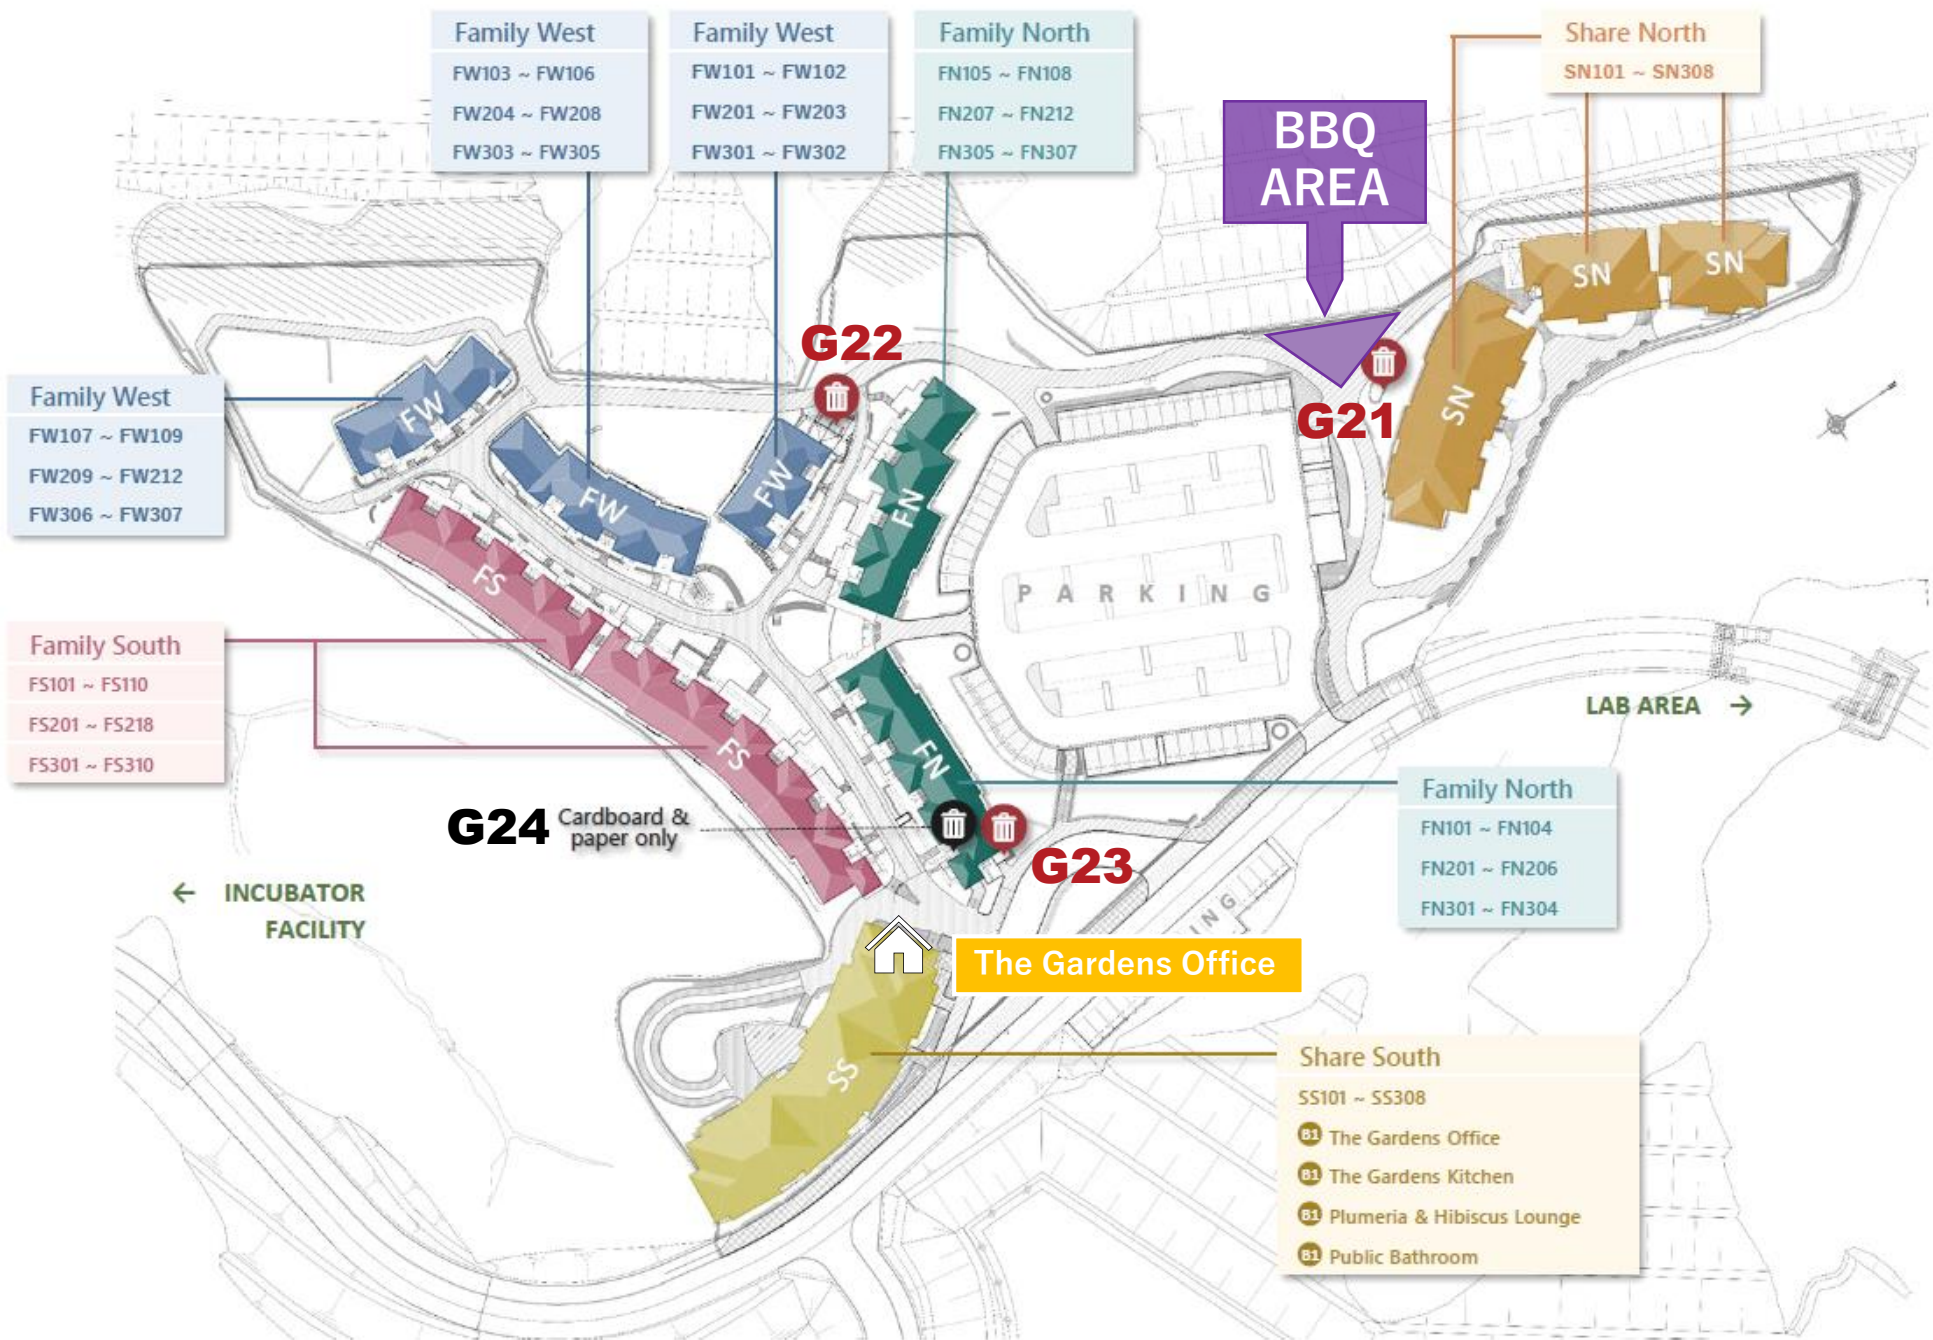 Family West
FW103 ~ FW106
FW204 ~ FW208
FW303 ~ FW305
Family West
FW101 ~ FW102
FW201 ~ FW203
FW301 ~ FW302
Family North
FN105 ~ FN108
FN207 ~ FN212
FN305 ~ FN307
Share North
SN101 ~ SN308
BBQ
AREA
SN
SN
SN
G22
G21
Family West
FW107 ~ FW109
FW209 ~ FW212
FW306 ~ FW307
FW
FW
FW
FN
FS
PARKING
Family South
FS101 ~ FS110
FS201 ~ FS218
FS301 ~ FS310
FS
FN
LAB AREA →
Family North
FN101 ~ FN104
FN201 ~ FN206
FN301 ~ FN304
G24 Cardboard &
paper only
G23
← INCUBATOR
FACILITY
ING
The Gardens Office
SS
Share South
SS101 ~ SS308
B1 The Gardens Office
B1 The Gardens Kitchen
B1 Plumeria & Hibiscus Lounge
B1 Public Bathroom